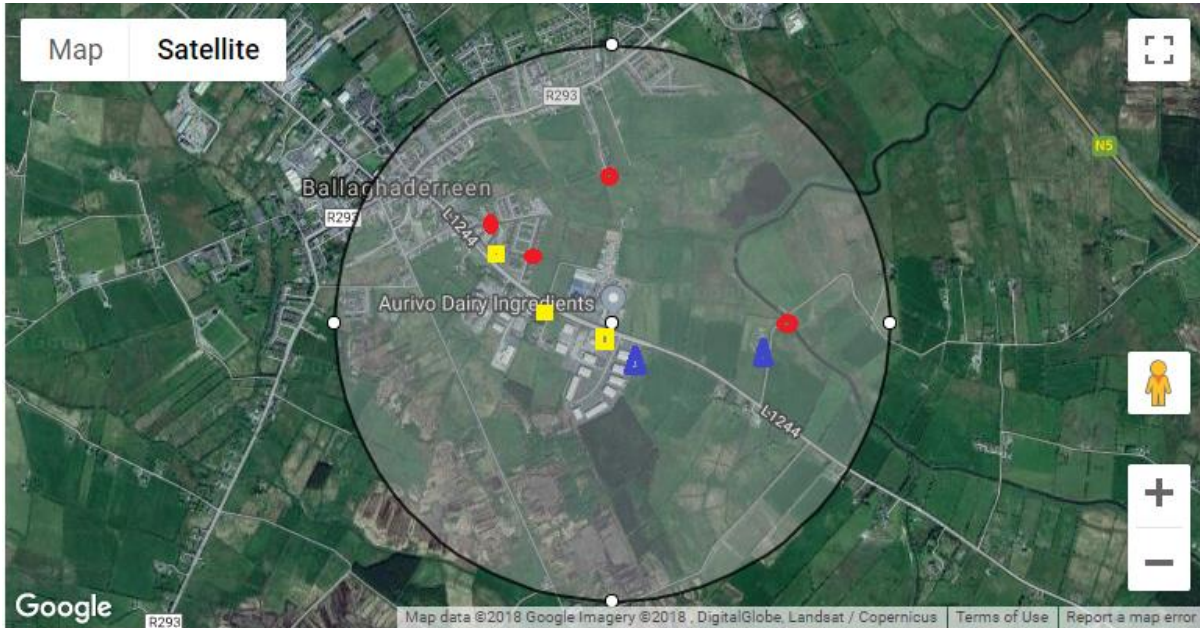 Map
Satellite
R293
N5
Ballaghaderreen
R293
L1244
Aurivo Dairy Ingredients
L1244
Google
R293
Map data ©2018 Google Imagery ©2018 , DigitalGlobe, Landsat / Copernicus
Terms of Use
Report a map error